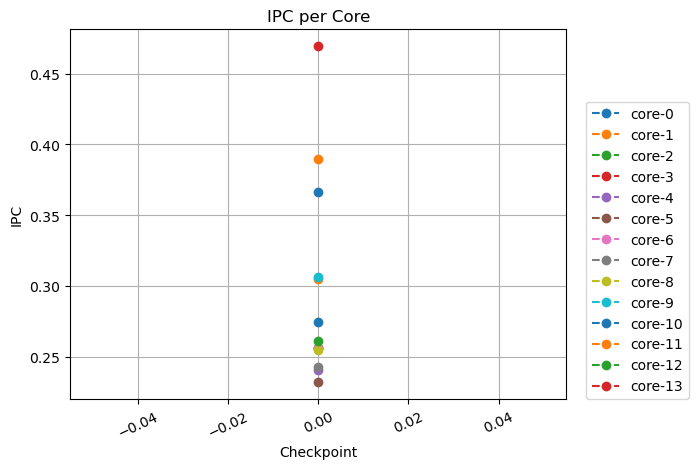 IPC per Core
0.45
0.40
0.35
0.30
0.25
IPC
−0.04
−0.02
0.00
0.02
0.04
Checkpoint
core-0
core-1
core-2
core-3
core-4
core-5
core-6
core-7
core-8
core-9
core-10
core-11
core-12
core-13